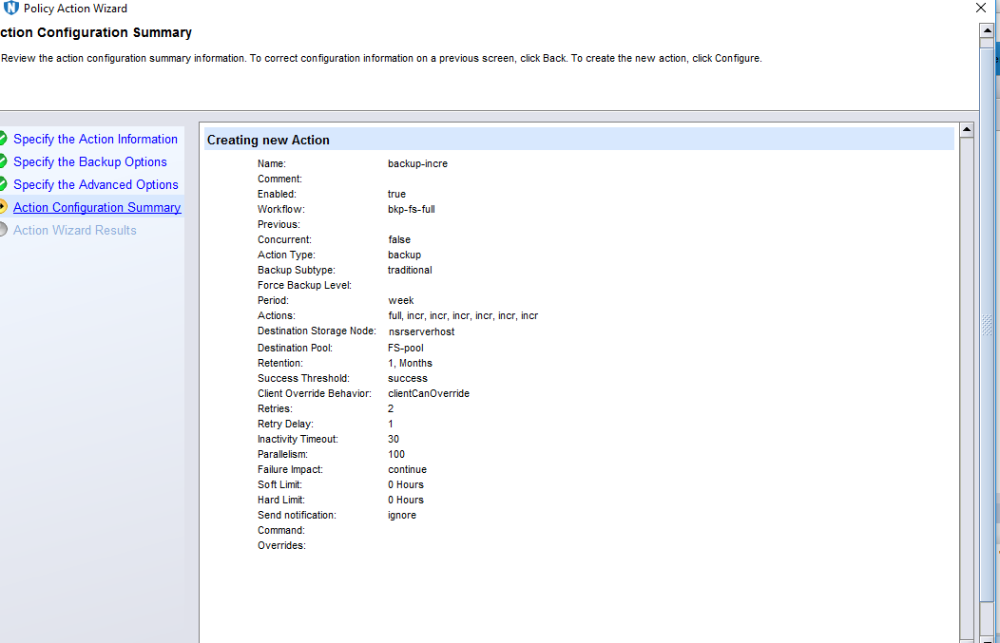 Policy Action Wizard
ction Configuration Summary
Review the action configuration summary information. To correct configuration information on a previous screen, click Back. To create the new action, click Configure.
Specify the Action Information
Specify the Backup Options
Specify the Advanced Options
Action Configuration Summary
Action Wizard Results
Creating new Action
Name: backup-incre
Comment:
Enabled: true
Workflow: bkp-fs-full
Previous:
Concurrent: false
Action Type: backup
Backup Subtype: traditional
Force Backup Level:
Period: week
Actions: full, incr, incr, incr, incr, incr, incr
Destination Storage Node: nsrserverhost
Destination Pool: FS-pool
Retention: 1, Months
Success Threshold: success
Client Override Behavior: clientCanOverride
Retries: 2
Retry Delay: 1
Inactivity Timeout: 30
Parallelism: 100
Failure Impact: continue
Soft Limit: 0 Hours
Hard Limit: 0 Hours
Send notification: ignore
Command:
Overrides: